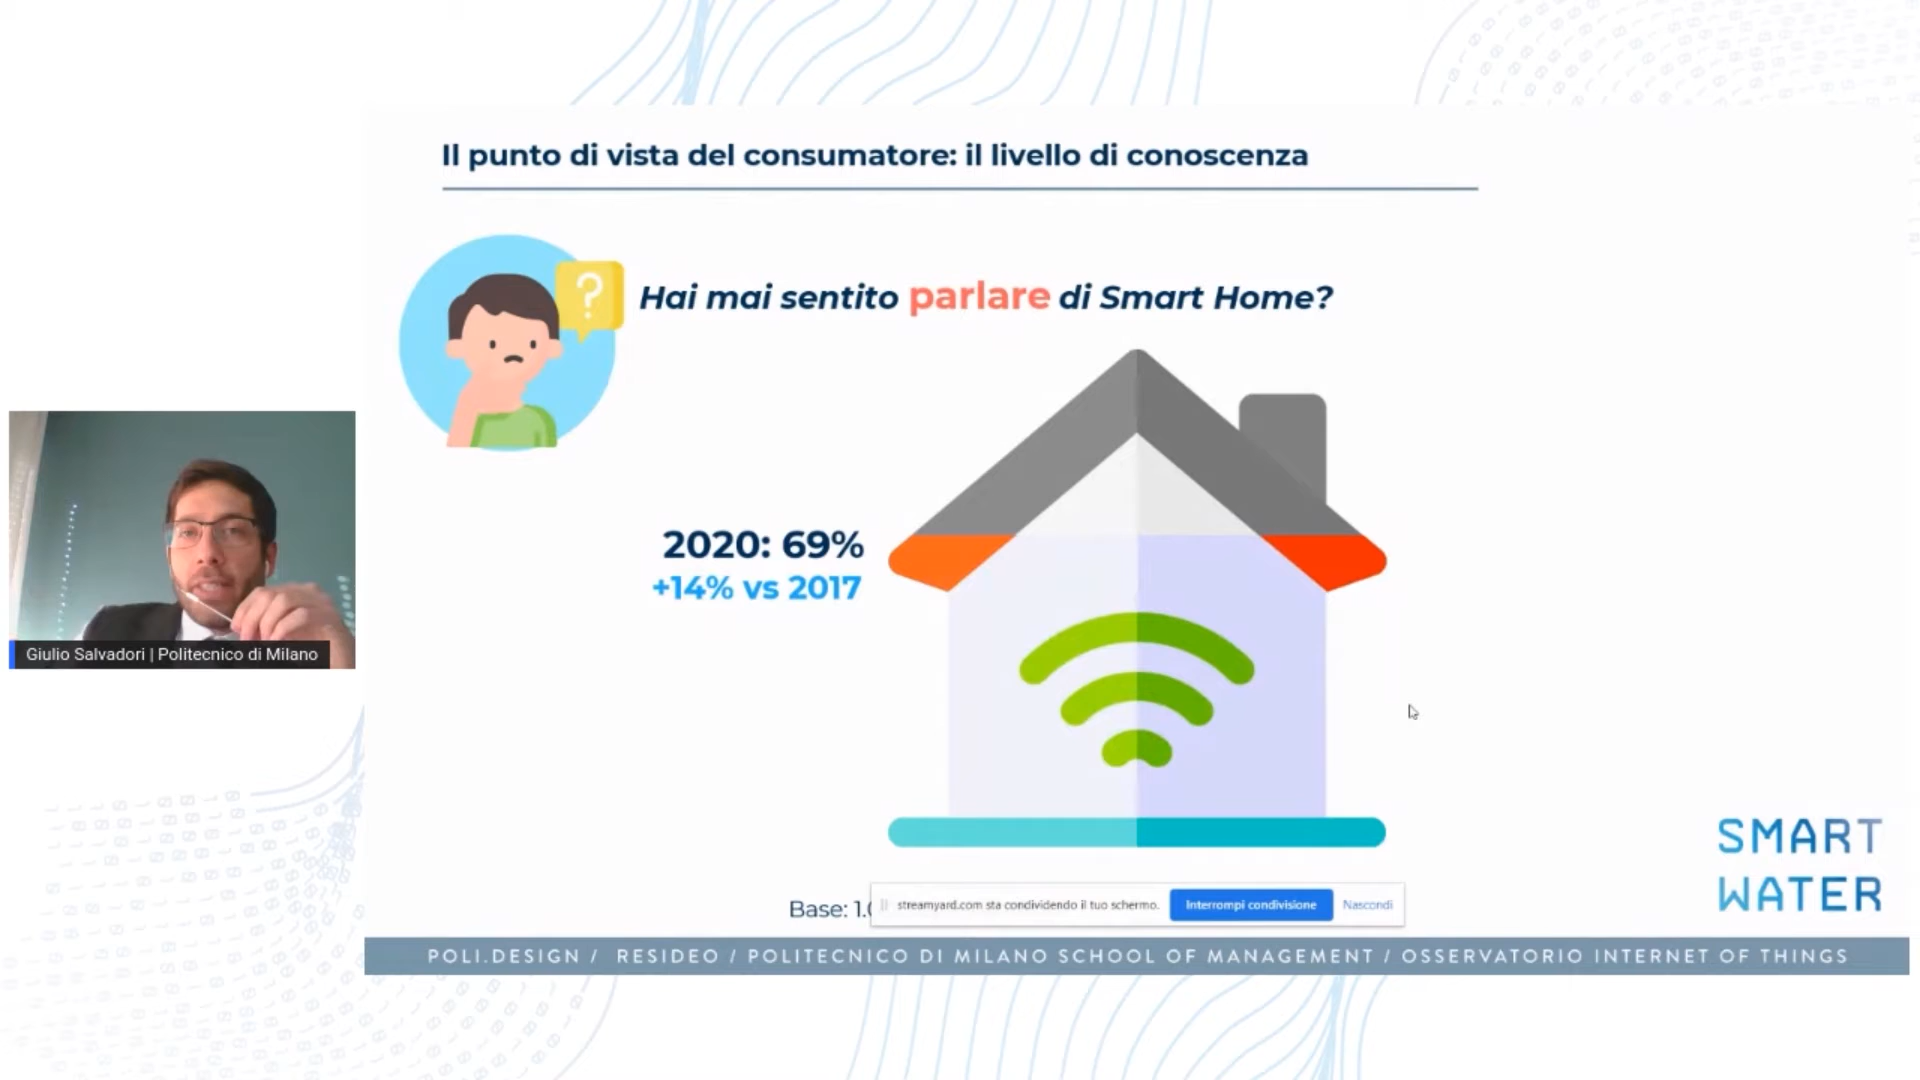 Il punto di vista del consumatore: il livello di conoscenza
?
Hai mai sentito parlare di Smart Home?
2020: 69%
+14% vs 2017
Giulio Salvadori | Politecnico di Milano
Base:
streamyard.com sta condividendo il tuo schermo.
Interrompi condivisione
Nascondi
SMART
WATER
POLI.DESIGN / RESIDEO / POLITECNICO DI MILANO SCHOOL OF MANAGEMENT / OSSERVATORIO INTERNET OF THINGS